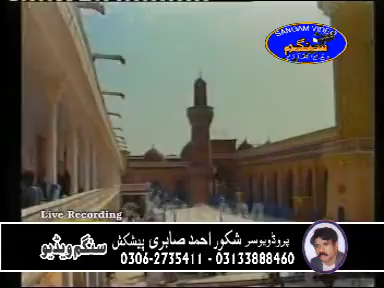 SANGAM VIDEO
سنگم
Live Recording
پروڈیوسر شکور احمد صابری پیشکش سنگم ویڈیو
0306-2735411 - 03133888460